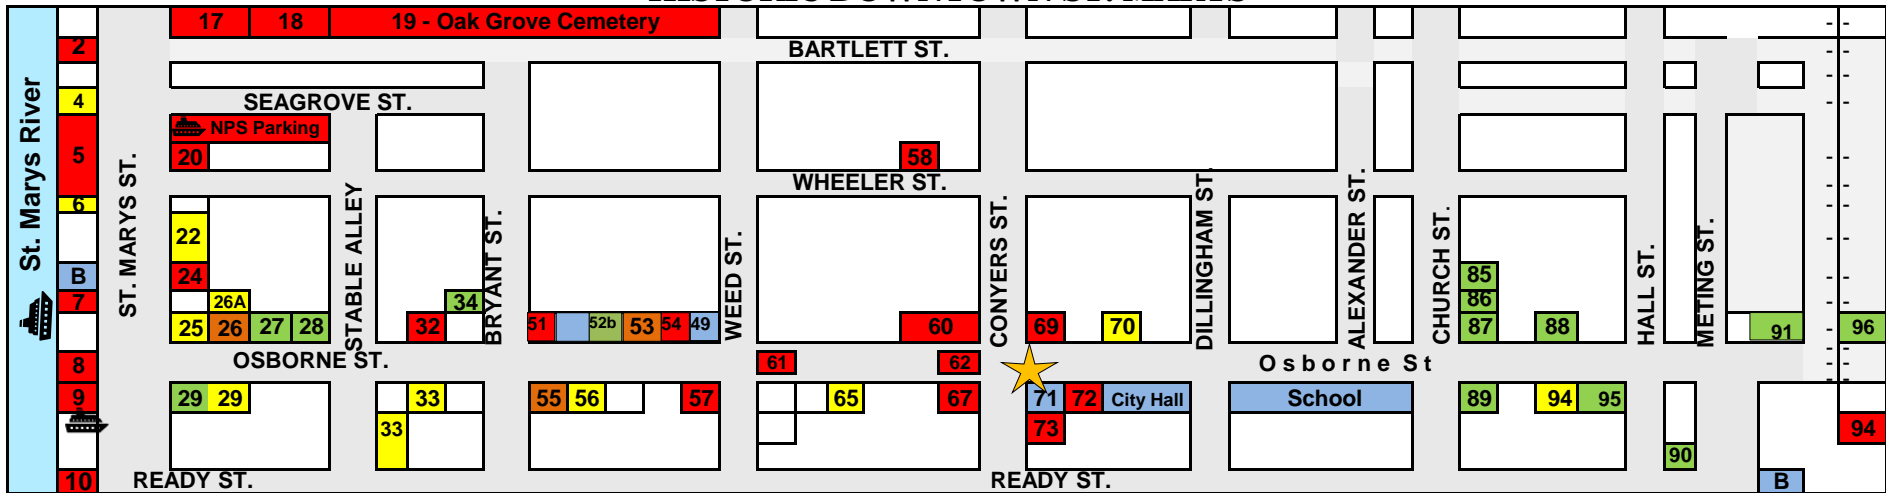 HISTORIC DOWNTOWN ST. MARYS
17 18 19 - Oak Grove Cemetery
2
BARTLETT ST.
4
SEAGROVE ST.
NPS Parking
5
20
58
WHEELER ST.
St. Marys River
ST. MARYS ST.
STABLE ALLEY
BRYANT ST.
WEED ST.
CONYERS ST.
DILLINGHAM ST.
ALEXANDER ST.
CHURCH ST.
HALL ST.
METING ST.
6
22
B
24
85
7
26A
34
86
25 26 27 28
32
51 52b 53 54 49
60
69
70
87
88
91
96
OSBORNE ST.
Osborne St
8
61
62
9
29 29
33
55 56
57
65
67
71 72 City Hall
School
89
94 95
33
73
94
90
10
READY ST.
READY ST.
B